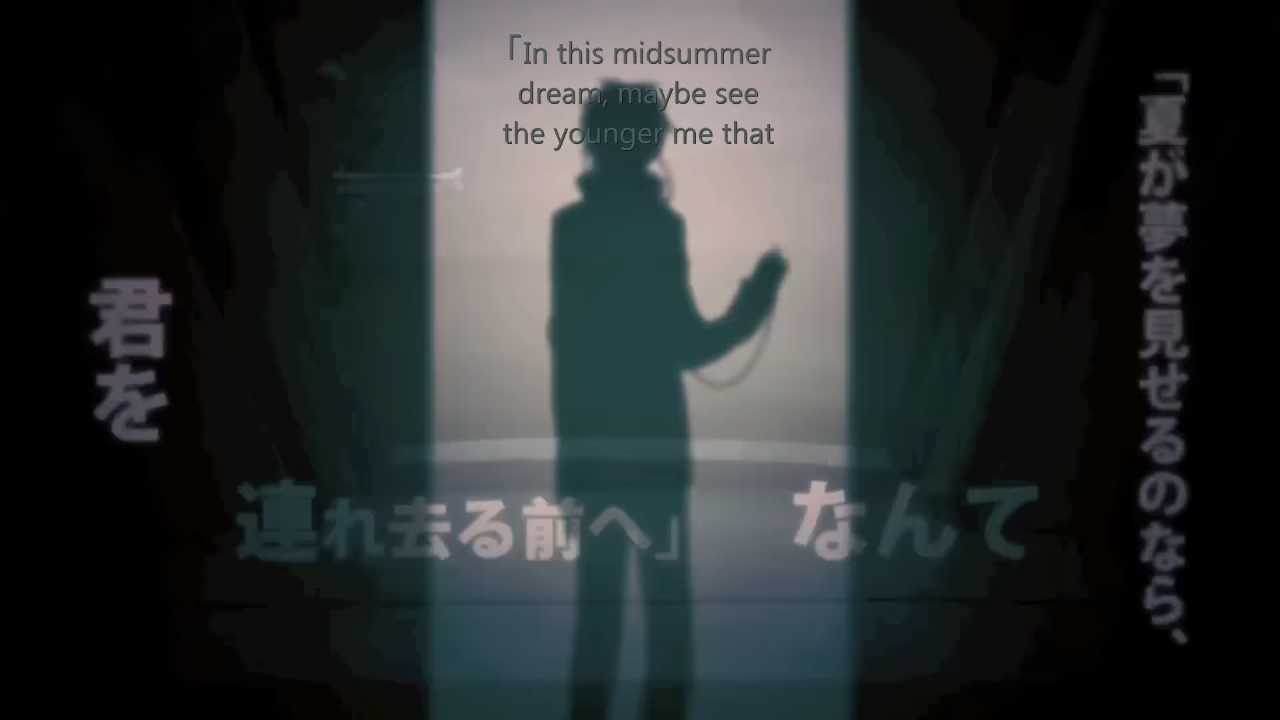 「In this midsummer
dream, maybe see
the younger me that
「夏が夢を見せるのなら、
君を
連れ去る前へ」
なんて